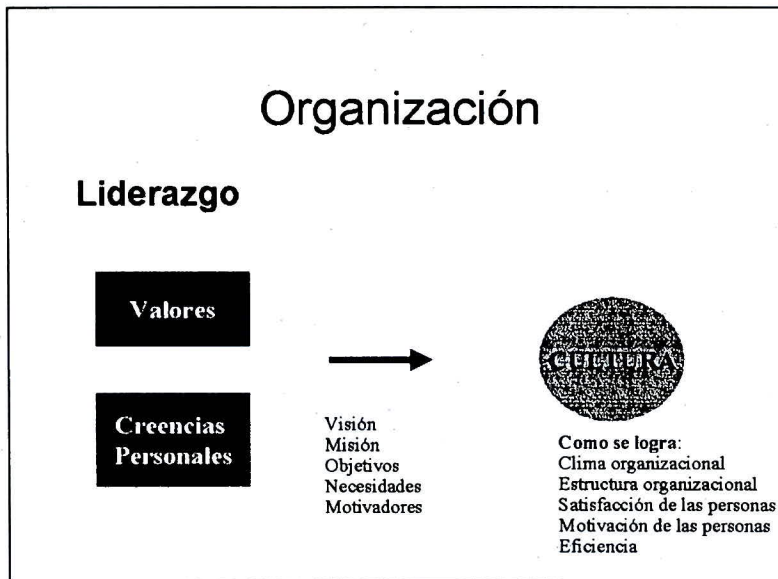 Organización
Liderazgo
Valores
Creencias
Personales
Visión
Misión
Objetivos
Necesidades
Motivadores
CULTURA
Como se logra:
Clima organizacional
Estructura organizacional
Satisfacción de las personas
Motivación de las personas
Eficiencia